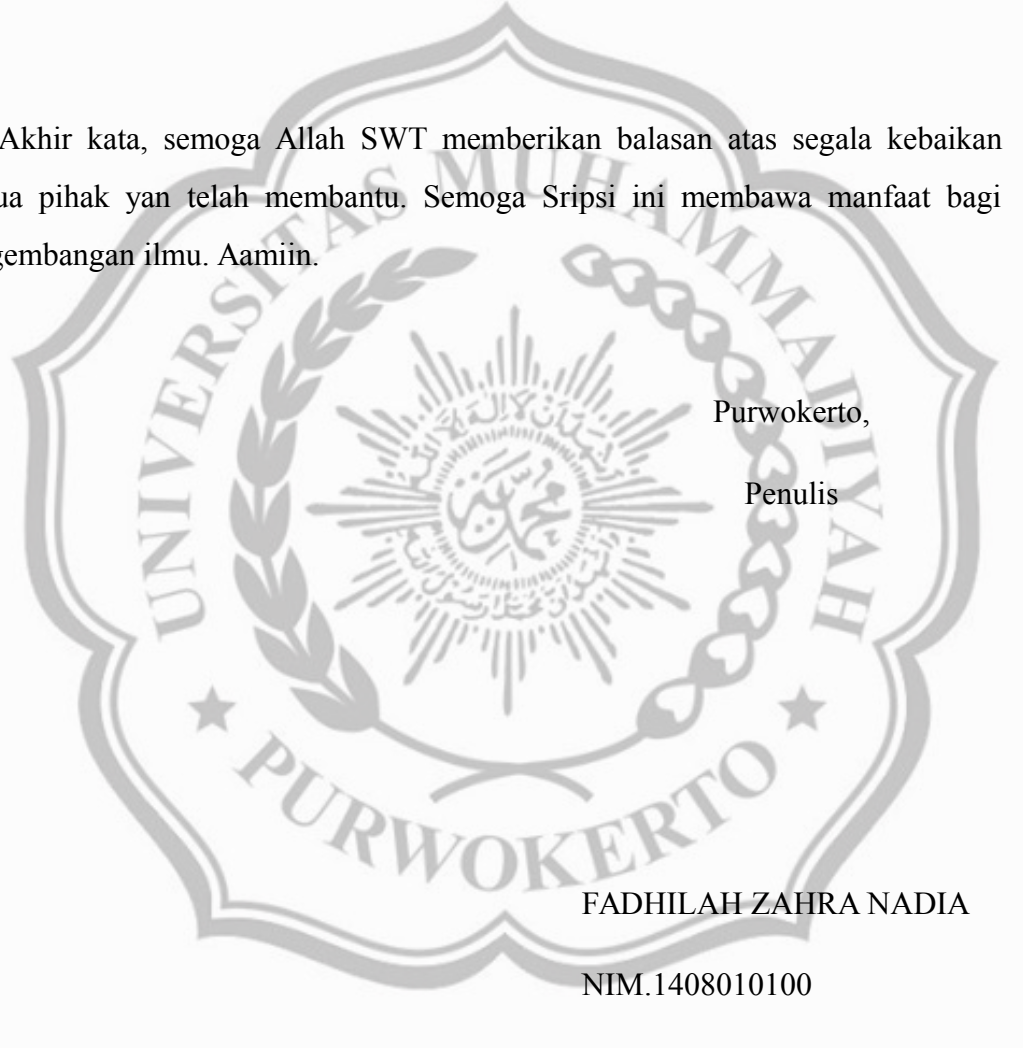 Akhir kata, semoga Allah SWT memberikan balasan atas segala kebaikan
ua pihak yan telah membantu. Semoga Sripsi ini membawa manfaat bagi
gembangan ilmu. Aamiin.
UNIVERSITAS MUHAMMADIYAH
Purwokerto,
Penulis
PURWOKERTO
FADHILAH ZAHRA NADIA
NIM.1408010100